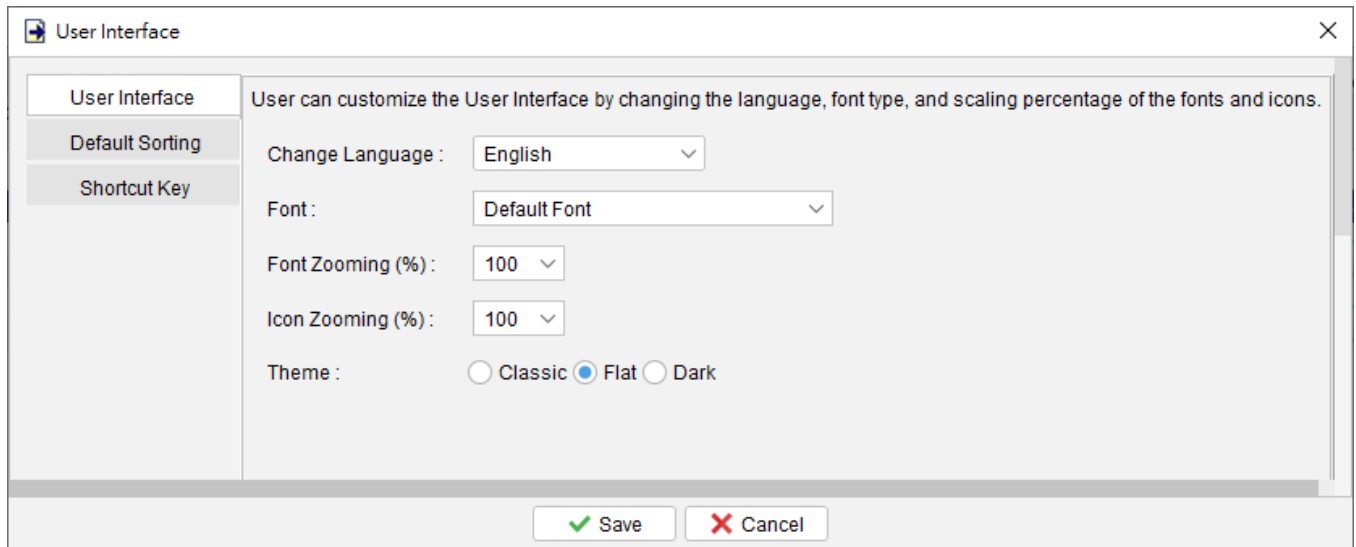 User Interface
User Interface
Default Sorting
Shortcut Key
User can customize the User Interface by changing the language, font type, and scaling percentage of the fonts and icons.
Change Language : English
Font : Default Font
Font Zooming (%) : 100
Icon Zooming (%) : 100
Theme : Classic Flat Dark
Save Cancel